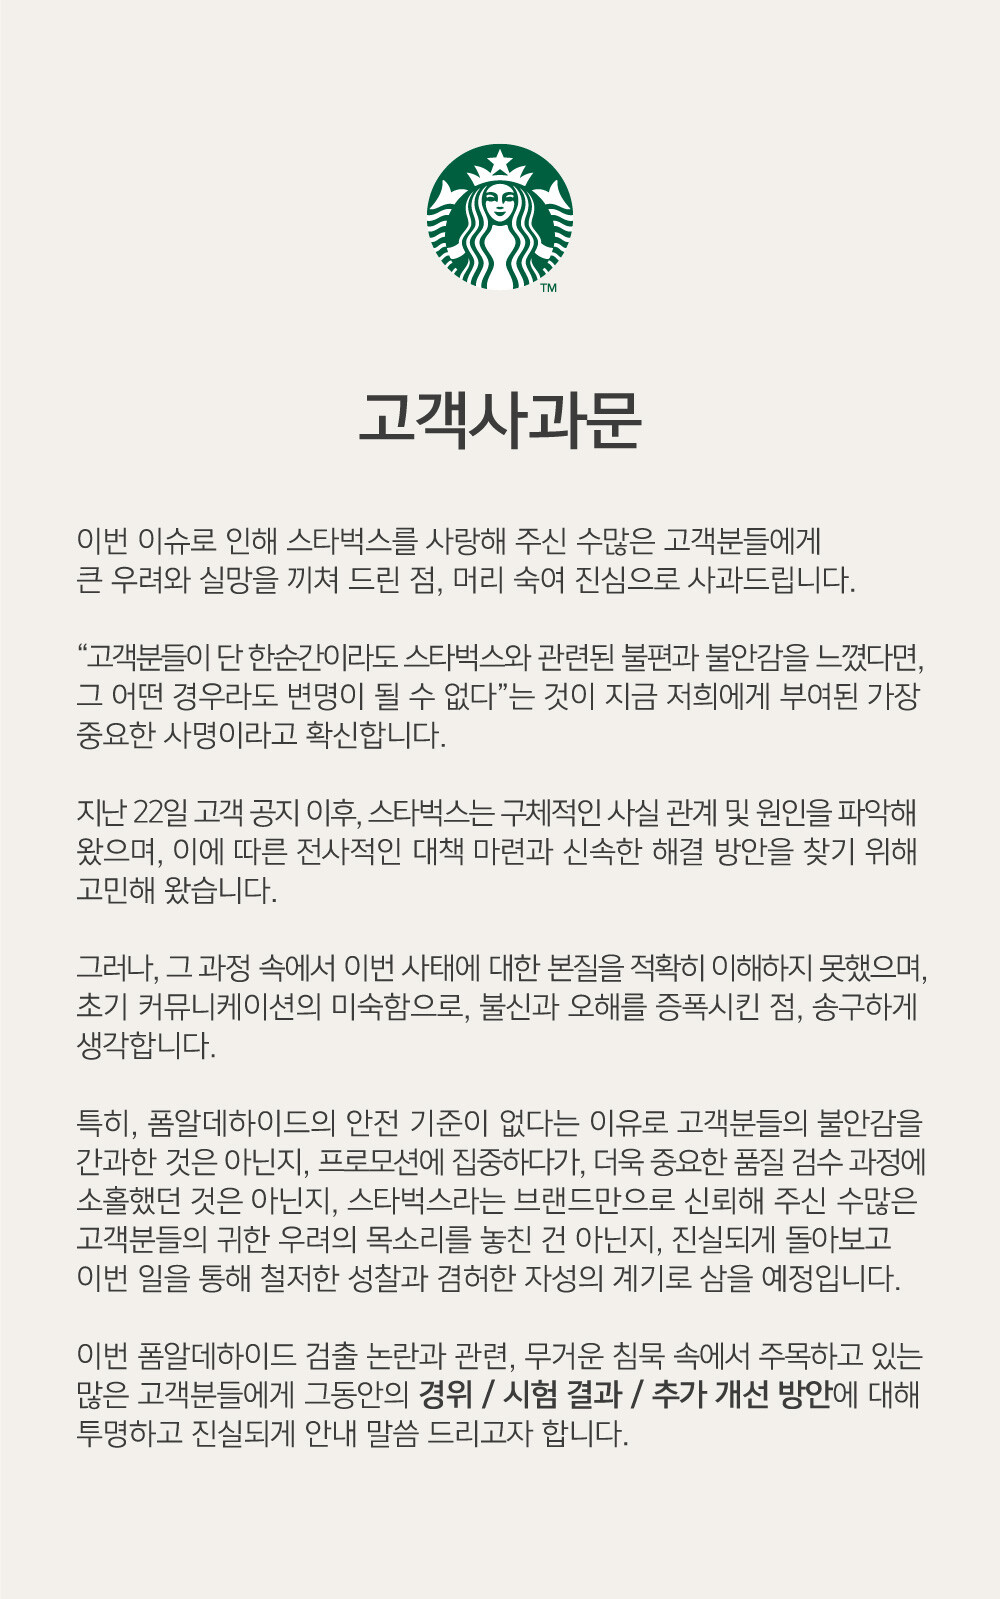 TM
고객사과문
이번 이슈로 인해 스타벅스를 사랑해 주신 수많은 고객분들에게
큰 우려와 실망을 끼쳐 드린 점, 머리 숙여 진심으로 사과드립니다.
“고객분들이 단 한순간이라도 스타벅스와 관련된 불편과 불안감을 느꼈다면,
그 어떤 경우라도 변명이 될 수 없다”는 것이 지금 저희에게 부여된 가장
중요한 사명이라고 확신합니다.
지난 22일 고객 공지 이후, 스타벅스는 구체적인 사실 관계 및 원인을 파악해
왔으며, 이에 따른 전사적인 대책 마련과 신속한 해결 방안을 찾기 위해
고민해 왔습니다.
그러나, 그 과정 속에서 이번 사태에 대한 본질을 적확히 이해하지 못했으며,
초기 커뮤니케이션의 미숙함으로, 불신과 오해를 증폭시킨 점, 송구하게
생각합니다.
특히, 폼알데하이드의 안전 기준이 없다는 이유로 고객분들의 불안감을
간과한 것은 아닌지, 프로모션에 집중하다가, 더욱 중요한 품질 검수 과정에
소홀했던 것은 아닌지, 스타벅스라는 브랜드만으로 신뢰해 주신 수많은
고객분들의 귀한 우려의 목소리를 놓친 건 아닌지, 진실되게 돌아보고
이번 일을 통해 철저한 성찰과 겸허한 자성의 계기로 삼을 예정입니다.
이번 폼알데하이드 검출 논란과 관련, 무거운 침묵 속에서 주목하고 있는
많은 고객분들에게 그동안의 경위 / 시험 결과 / 추가 개선 방안에 대해
투명하고 진실되게 안내 말씀 드리고자 합니다.